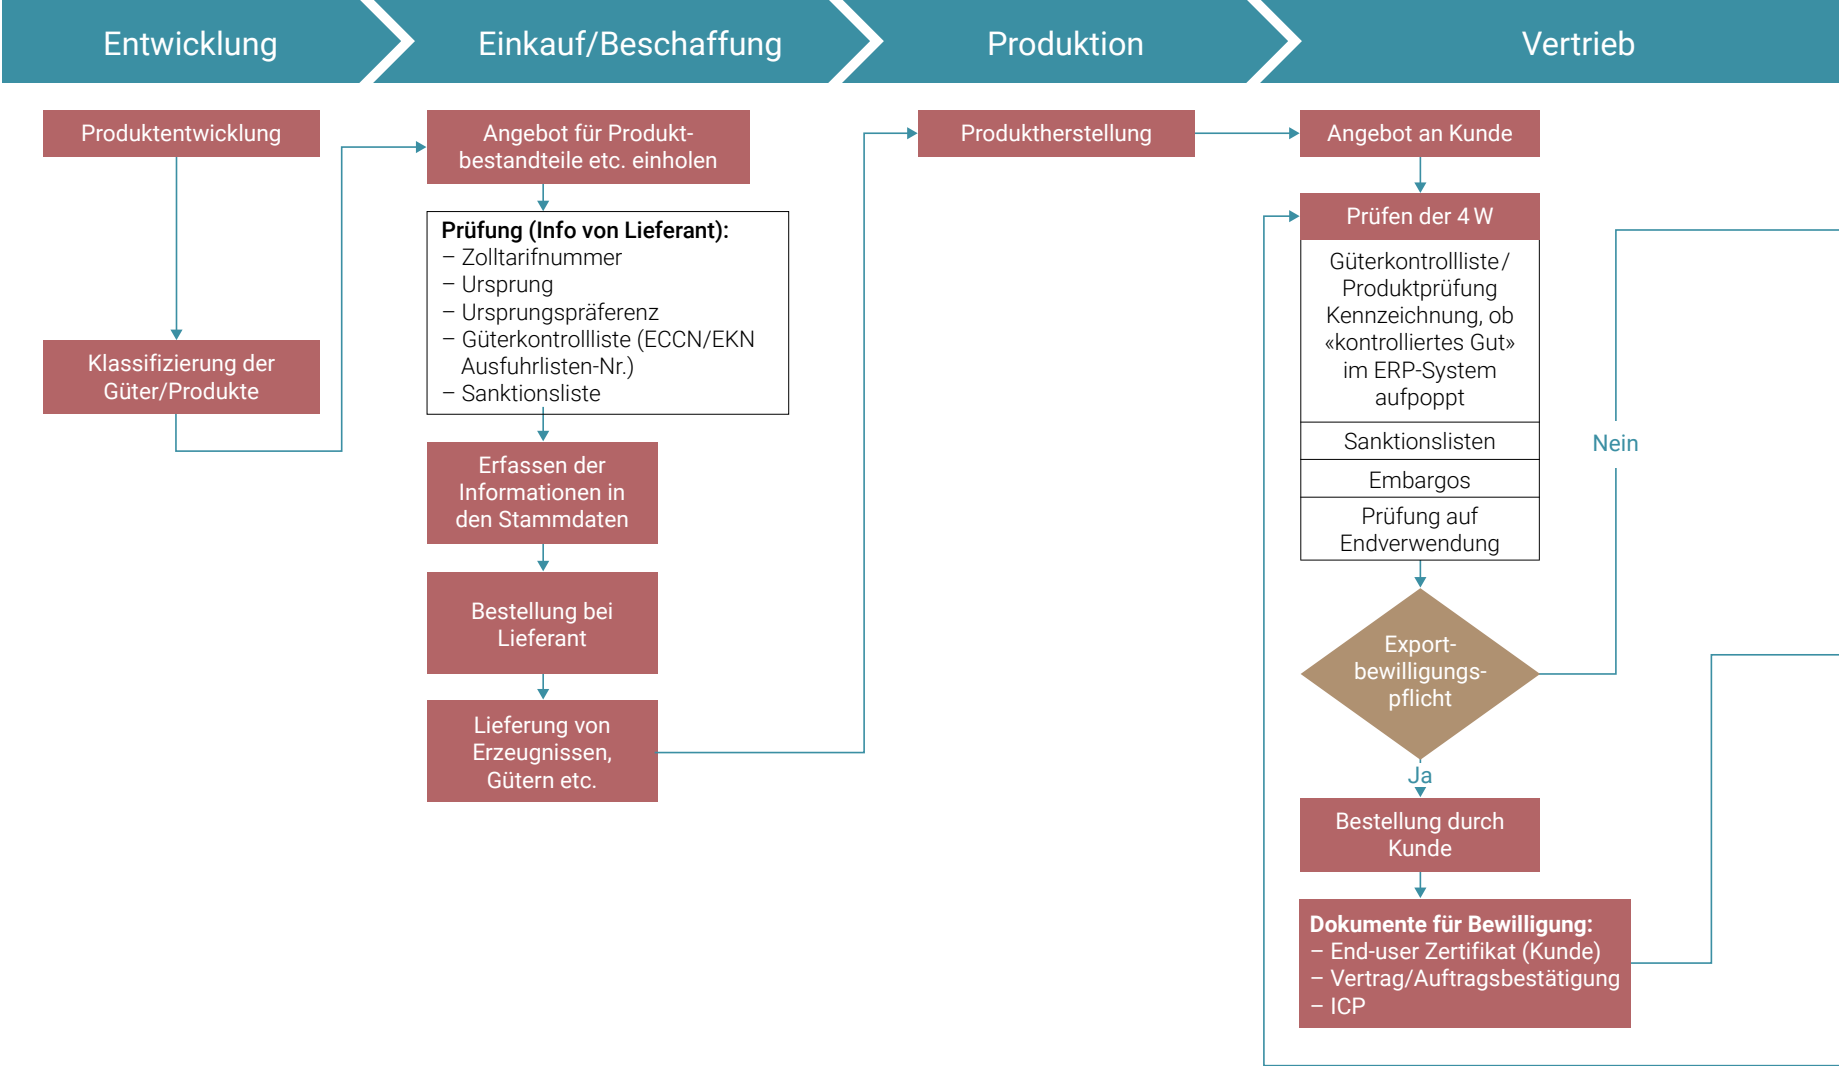 Entwicklung
Einkauf/Beschaffung
Produktion
Vertrieb
Produktentwicklung
Klassifizierung der
Güter/Produkte
Angebot für Produkt-
bestandteile etc. einholen
Prüfung (Info von Lieferant):
– Zolltarifnummer
– Ursprung
– Ursprungspräferenz
– Güterkontrollliste (ECCN/EKN
Ausfuhrlisten-Nr.)
– Sanktionsliste
Erfassen der
Informationen in
den Stammdaten
Bestellung bei
Lieferant
Lieferung von
Erzeugnissen,
Gütern etc.
Produktherstellung
Angebot an Kunde
Prüfen der 4 W
Güterkontrollliste/
Produktprüfung
Kennzeichnung, ob
«kontrolliertes Gut»
im ERP-System
aufpoppt
Sanktionslisten
Embargos
Prüfung auf
Endverwendung
Nein
Export-
bewilligungs-
pflicht
Ja
Bestellung durch
Kunde
Dokumente für Bewilligung:
– End-user Zertifikat (Kunde)
– Vertrag/Auftragsbestätigung
– ICP